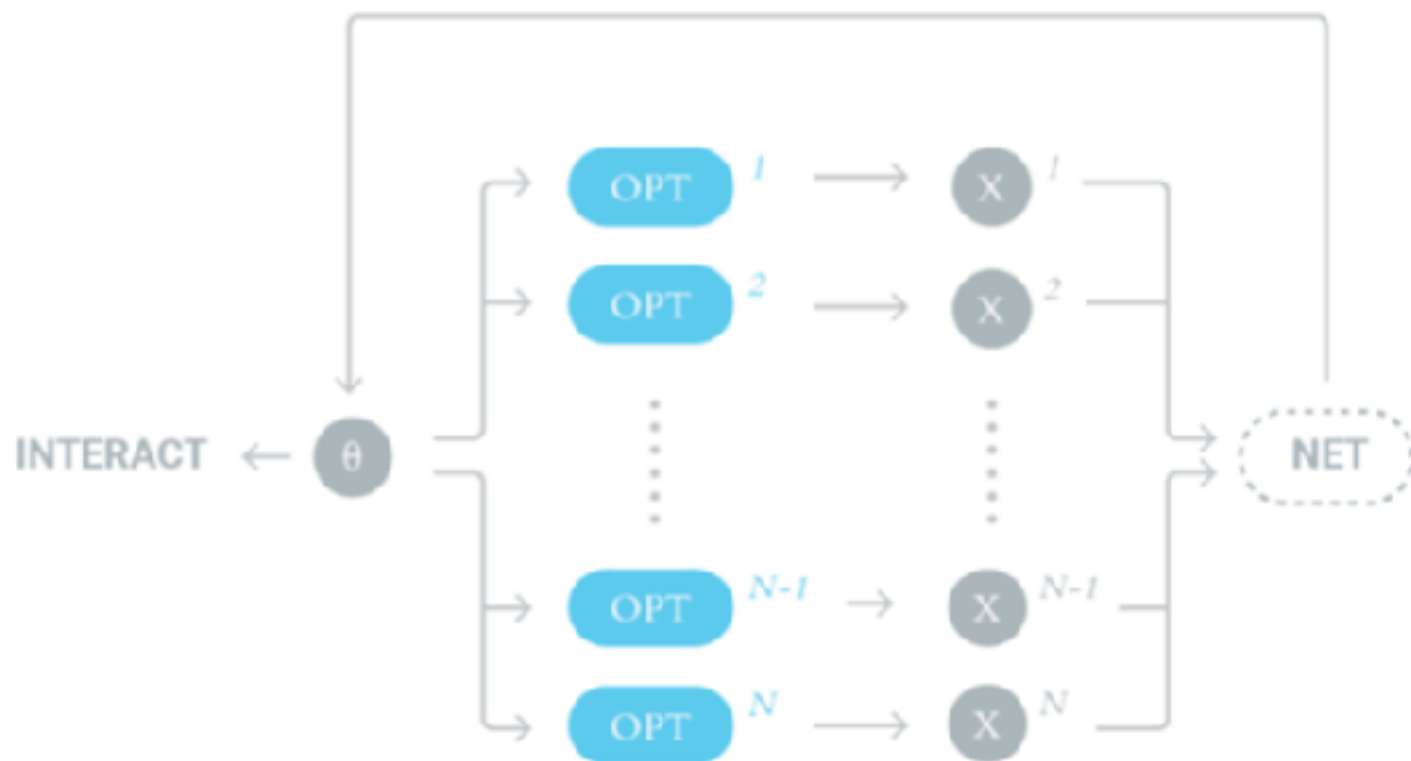 OPT 1 X 1
OPT 2 X 2
INTERACT θ NET
OPT N-1 X N-1
OPT N X N